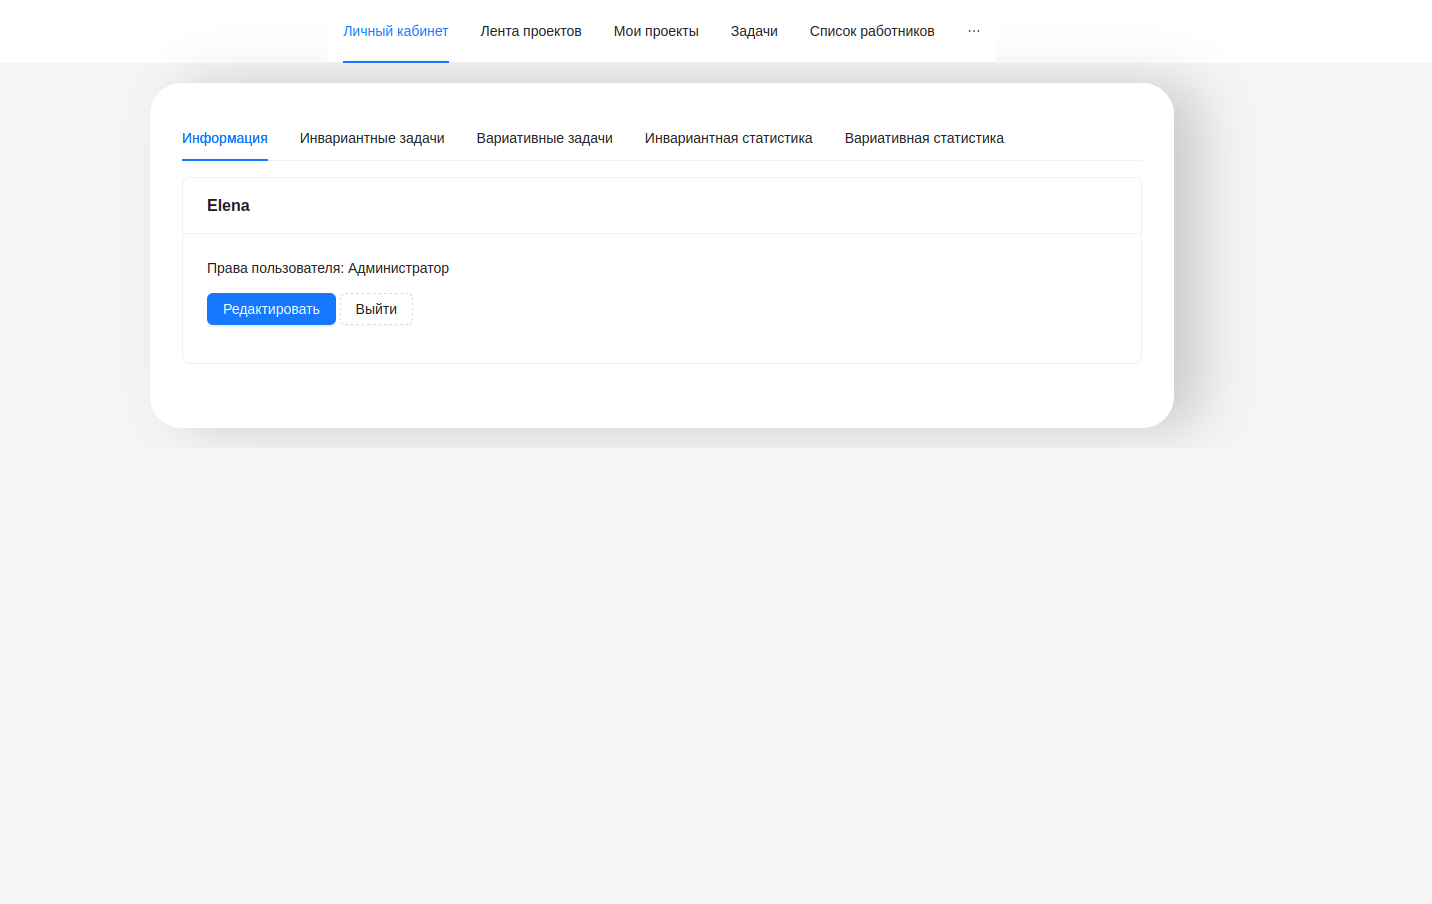 Личный кабинет Лента проектов Мои проекты Задачи Список работников ···
Информация Инвариантные задачи Вариативные задачи Инвариантная статистика Вариативная статистика
Elena
Права пользователя: Администратор
Редактировать Выйти